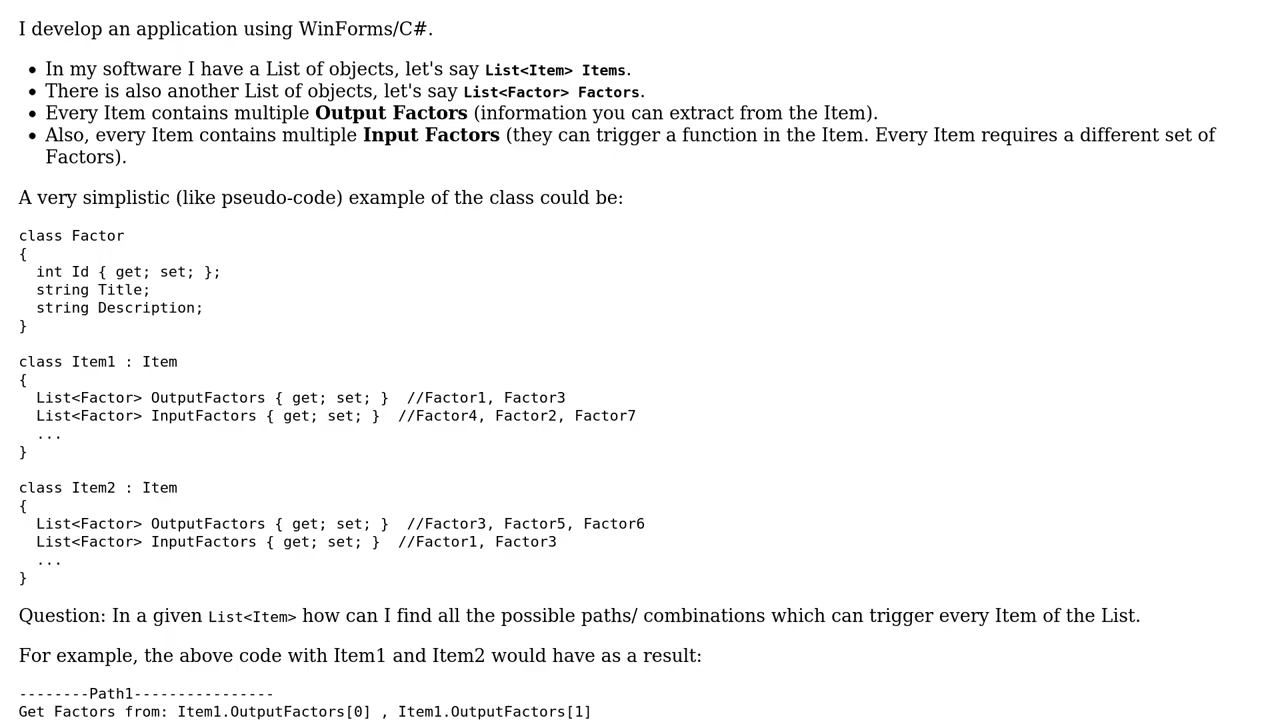 I develop an application using WinForms/C#.
• In my software I have a List of objects, let's say List<Item> Items.
• There is also another List of objects, let's say List<Factor> Factors.
• Every Item contains multiple Output Factors (information you can extract from the Item).
• Also, every Item contains multiple Input Factors (they can trigger a function in the Item. Every Item requires a different set of
Factors).
A very simplistic (like pseudo-code) example of the class could be:
class Factor
{
  int Id { get; set; };
  string Title;
  string Description;
}
class Item1 : Item
{
  List<Factor> OutputFactors { get; set; }  //Factor1, Factor3
  List<Factor> InputFactors { get; set; }  //Factor4, Factor2, Factor7
  ...
}
class Item2 : Item
{
  List<Factor> OutputFactors { get; set; }  //Factor3, Factor5, Factor6
  List<Factor> InputFactors { get; set; }  //Factor1, Factor3
  ...
}
Question: In a given List<Item> how can I find all the possible paths/ combinations which can trigger every Item of the List.
For example, the above code with Item1 and Item2 would have as a result:
--------Path1----------------
Get Factors from: Item1.OutputFactors[0] , Item1.OutputFactors[1]